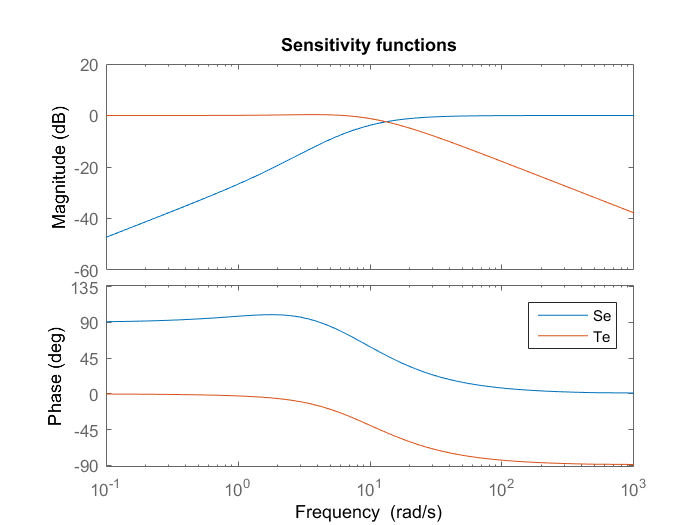 Sensitivity functions
Magnitude (dB)
20
0
-20
-40
-60
Phase (deg)
135
90
45
0
-45
-90
Se
Te
10^-1
10^0
10^1
10^2
10^3
Frequency (rad/s)